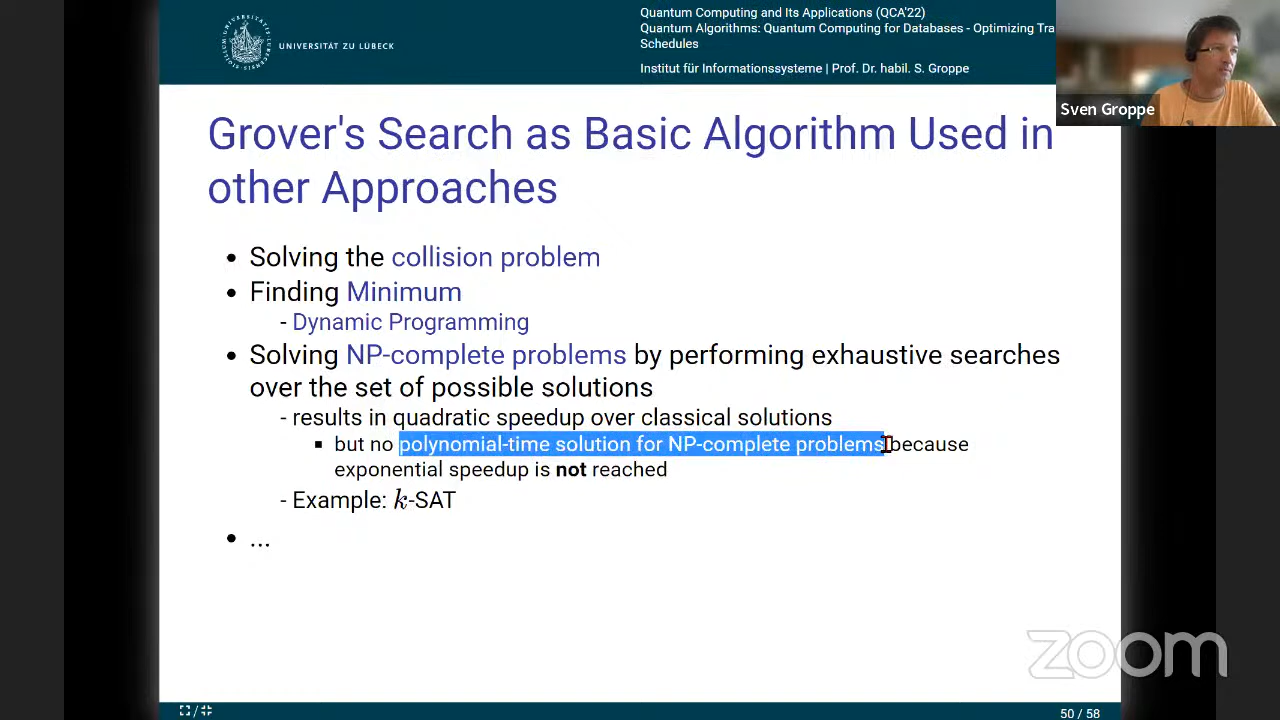 UNIVERSITÄT ZU LÜBECK
Quantum Computing and Its Applications (QCA'22)
Quantum Algorithms: Quantum Computing for Databases - Optimizing Tra
Schedules
Institut für Informationssysteme | Prof. Dr. habil. S. Groppe
Sven Groppe
Grover's Search as Basic Algorithm Used in
other Approaches
• Solving the collision problem
• Finding Minimum
- Dynamic Programming
• Solving NP-complete problems by performing exhaustive searches
over the set of possible solutions
- results in quadratic speedup over classical solutions
▪ but no polynomial-time solution for NP-complete problems because
exponential speedup is not reached
- Example: k-SAT
• ...
zoom
50 / 58